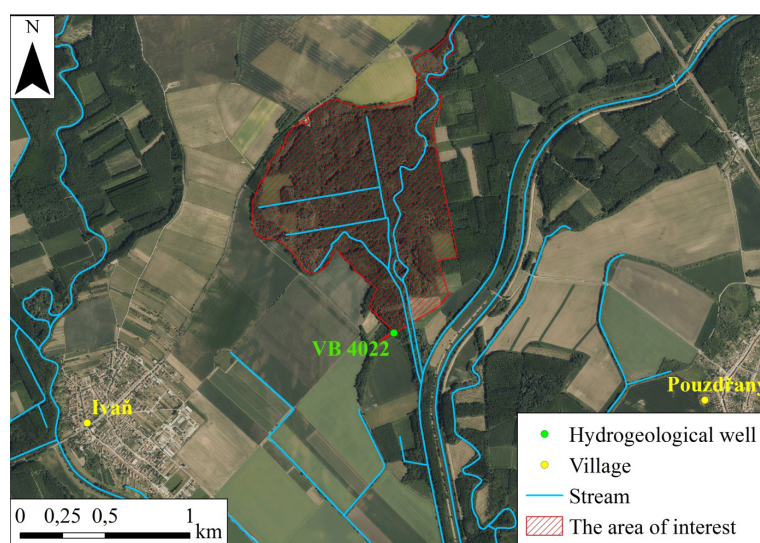 N
VB 4022
Ivaň
Pouzdřany
Hydrogeological well
Village
Stream
The area of interest
0 0,25 0,5 1
km